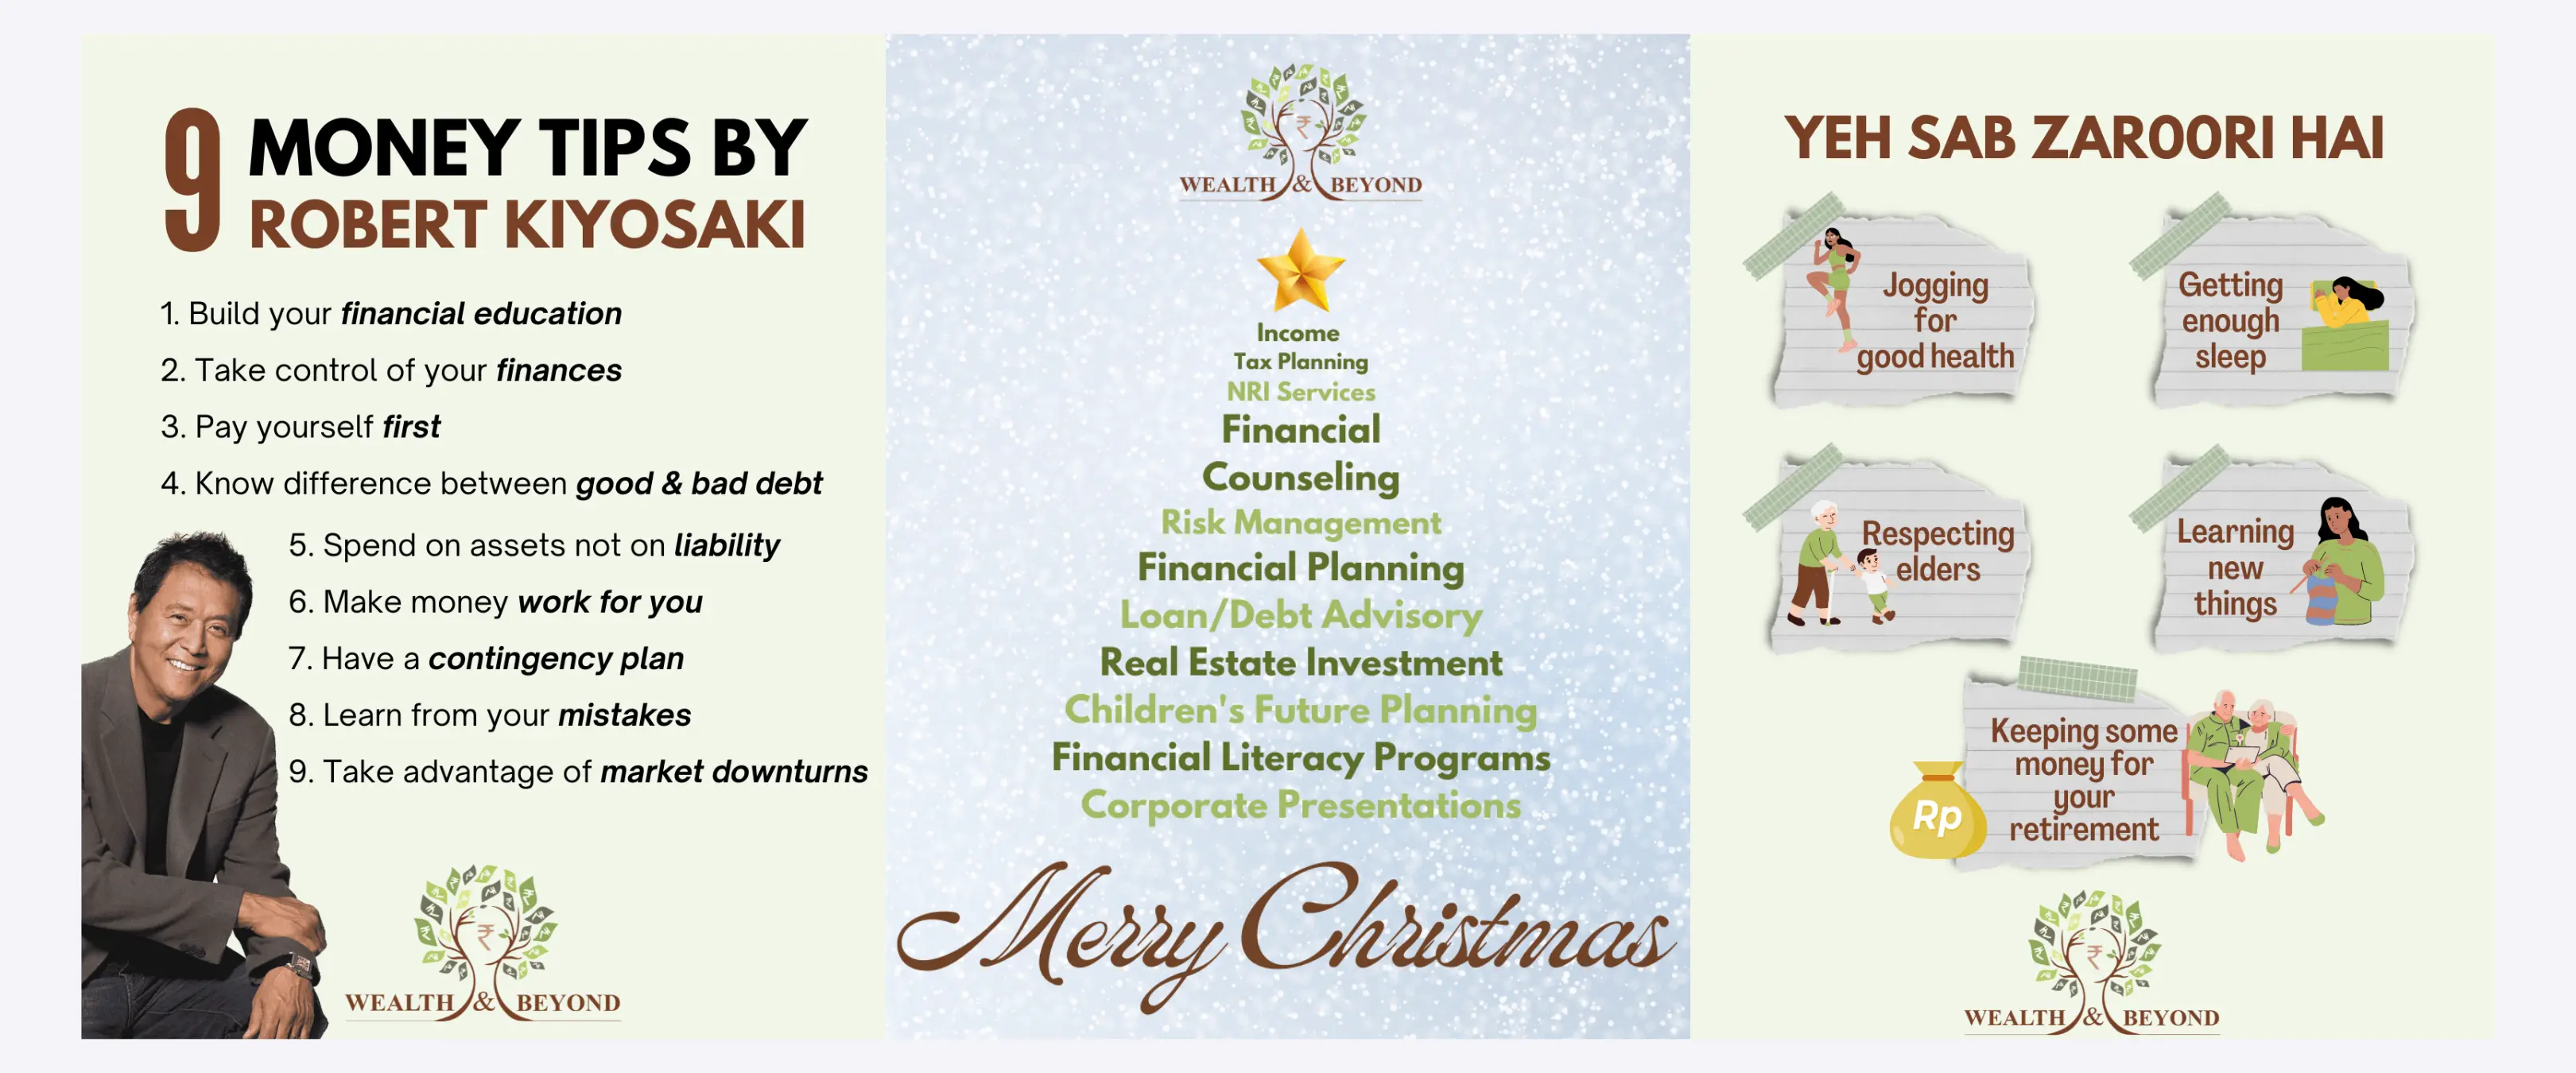 9 MONEY TIPS BY
ROBERT KIYOSAKI
1. Build your financial education
2. Take control of your finances
3. Pay yourself first
4. Know difference between good & bad debt
5. Spend on assets not on liability
6. Make money work for you
7. Have a contingency plan
8. Learn from your mistakes
9. Take advantage of market downturns
₹
WEALTH & BEYOND
₹
WEALTH & BEYOND
Income
Tax Planning
NRI Services
Financial
Counseling
Risk Management
Financial Planning
Loan/Debt Advisory
Real Estate Investment
Children's Future Planning
Financial Literacy Programs
Corporate Presentations
Merry Christmas
YEH SAB ZAROORI HAI
Jogging
for
good health
Getting
enough
sleep
Respecting
elders
Learning
new
things
Keeping some
money for
your
retirement
Rp
₹
WEALTH & BEYOND